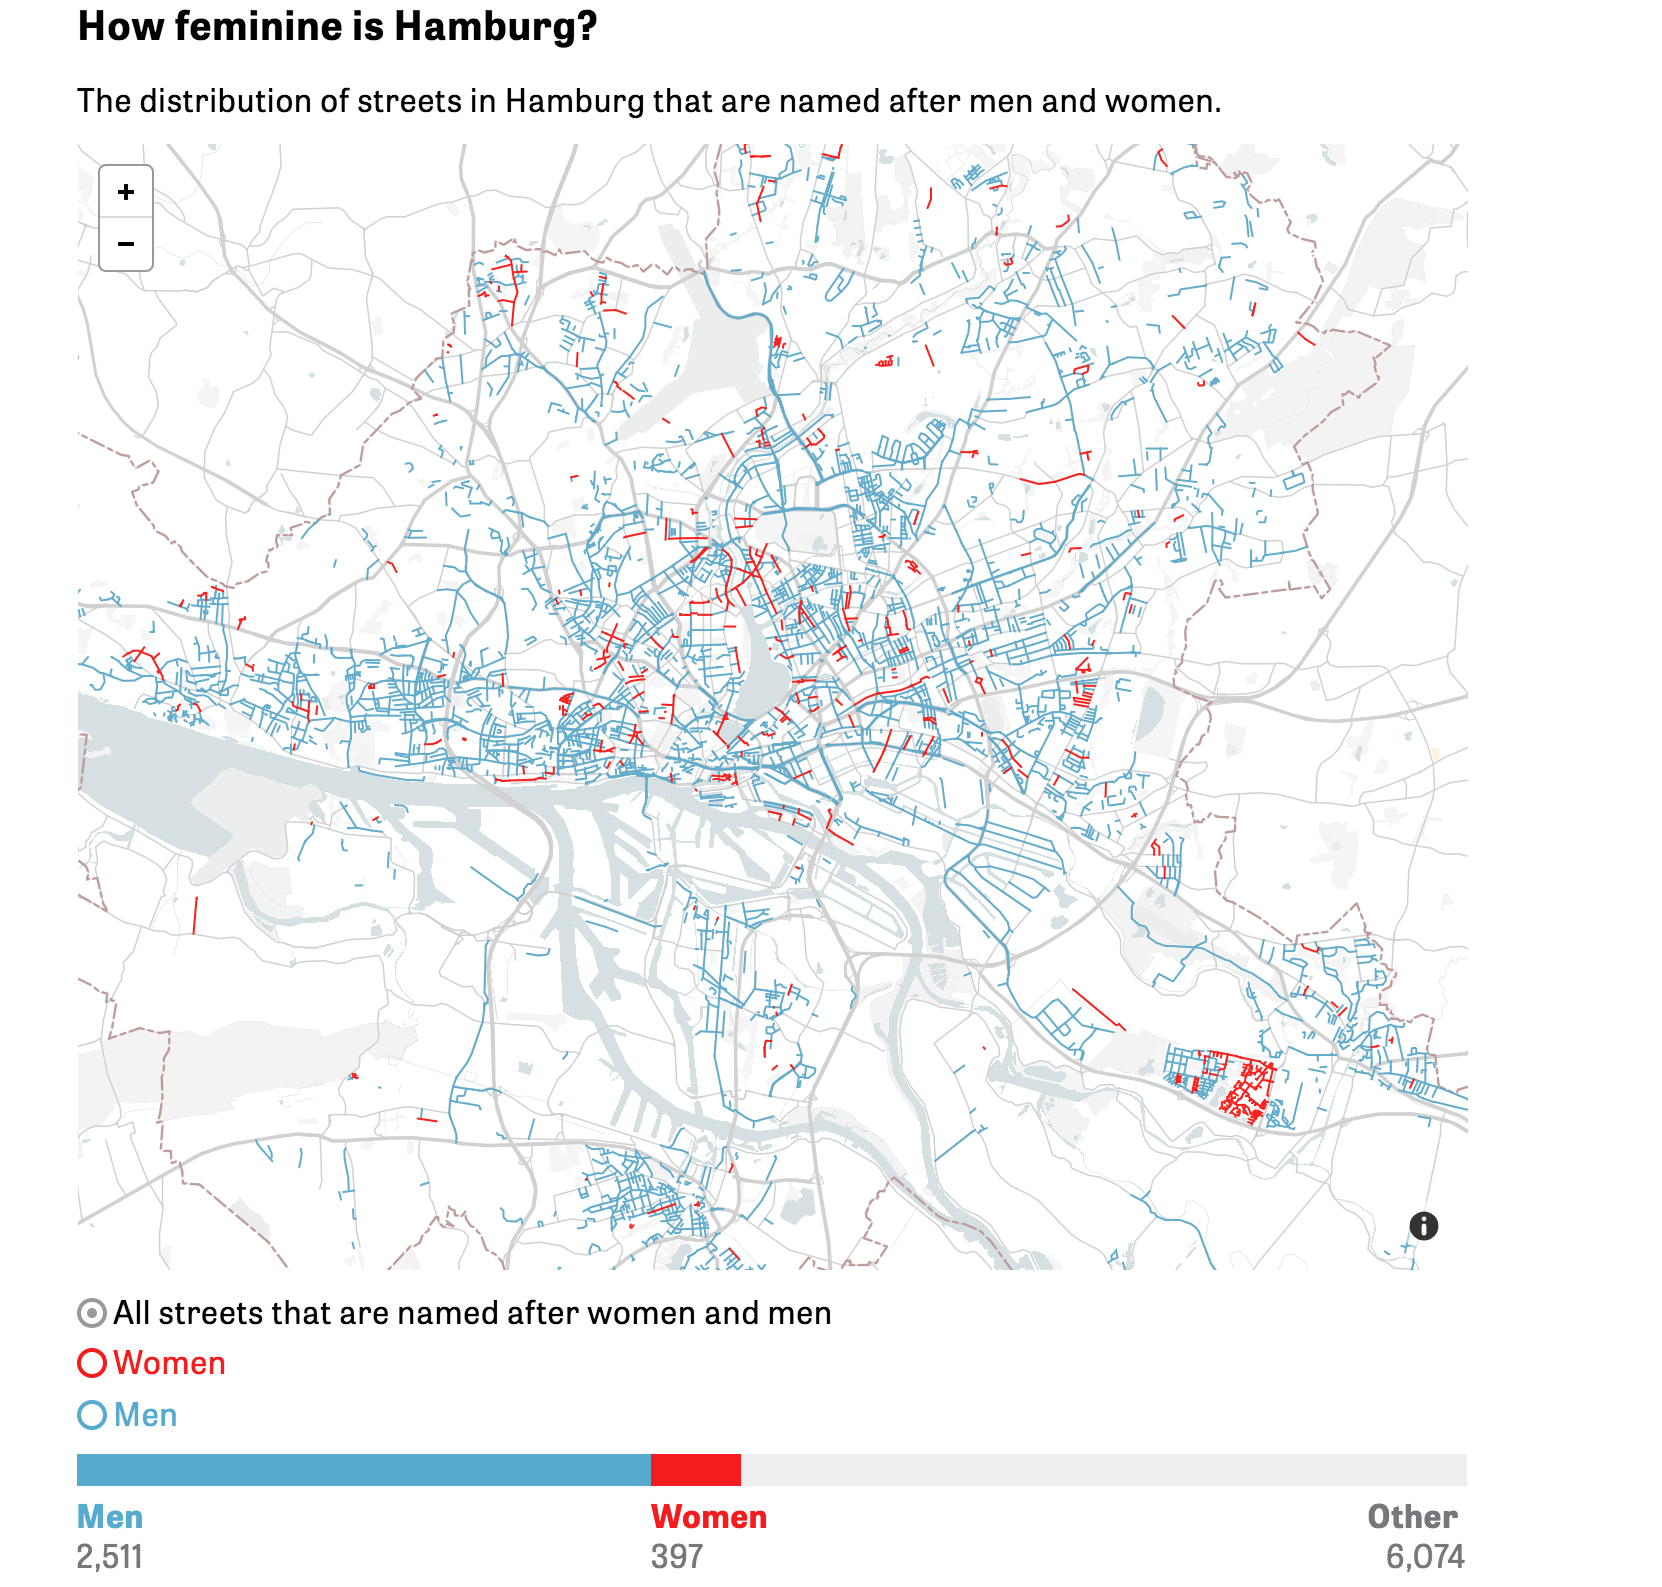 How feminine is Hamburg?
The distribution of streets in Hamburg that are named after men and women.
+
−
All streets that are named after women and men
Women
Men
Men
Women
Other
2,511
397
6,074